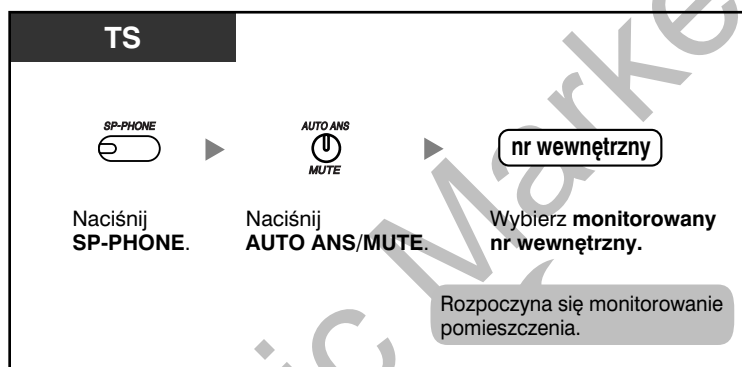 TS
SP-PHONE
AUTO ANS
MUTE
nr wewnętrzny
Naciśnij
SP-PHONE.
Naciśnij
AUTO ANS/MUTE.
Wybierz monitorowany
nr wewnętrzny.
Rozpoczyna się monitorowanie
pomieszczenia.